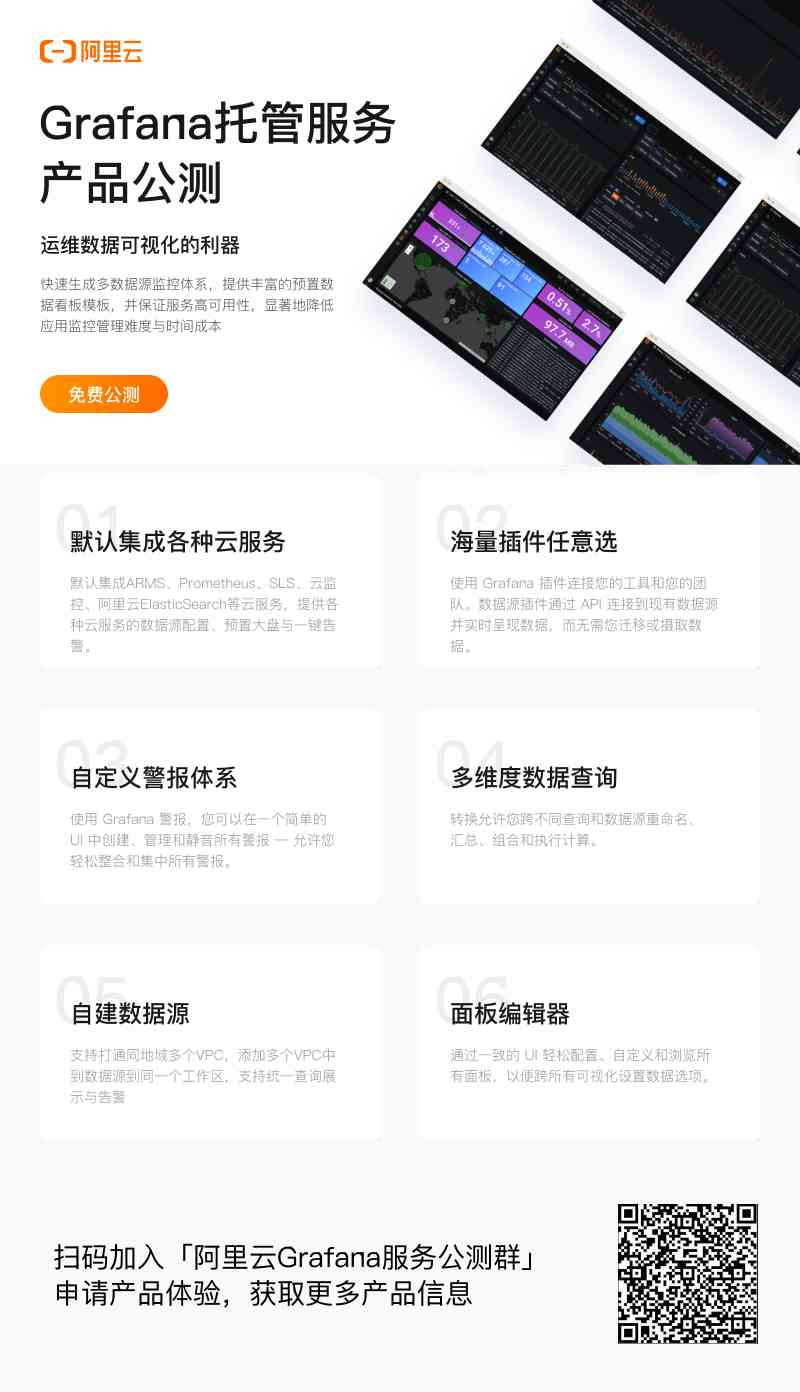 阿里云
Grafana托管服务
产品公测
运维数据可视化的利器
快速生成多数据源监控体系，提供丰富的预置数
据看板模板，并保证服务高可用性，显著地降低
应用监控管理难度与时间成本
免费公测
173
0.51%
2.7%
97.7 MB
91
01
默认集成各种云服务
默认集成ARMS、Prometheus、SLS、云监
控、阿里云ElasticSearch等云服务，提供各
种云服务的数据源配置、预置大盘与一键告
警。
02
海量插件任意选
使用 Grafana 插件连接您的工具和您的团
队。数据源插件通过 API 连接到现有数据源
并实时呈现数据，而无需您迁移或摄取数
据。
03
自定义警报体系
使用 Grafana 警报，您可以在一个简单的
UI 中创建、管理和静音所有警报 — 允许您
轻松整合和集中所有警报。
04
多维度数据查询
转换允许您跨不同查询和数据源重命名、
汇总、组合和执行计算。
05
自建数据源
支持打通同地域多个VPC，添加多个VPC中
到数据源到同一个工作区，支持统一查询展
示与告警
06
面板编辑器
通过一致的 UI 轻松配置、自定义和浏览所
有面板，以便跨所有可视化设置数据选项。
扫码加入「阿里云Grafana服务公测群」
申请产品体验，获取更多产品信息